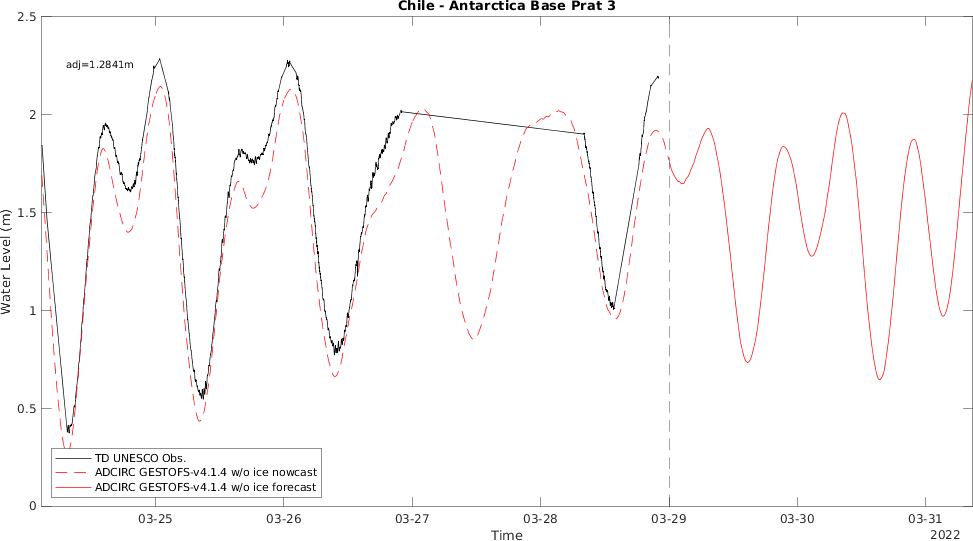 Chile - Antarctica Base Prat 3
2.5
adj=1.2841m
2
1.5
Water Level (m)
1
0.5
TD UNESCO Obs.
ADCIRC GESTOFS-v4.1.4 w/o ice nowcast
ADCIRC GESTOFS-v4.1.4 w/o ice forecast
0
03-25 03-26 03-27 03-28 03-29 03-30 03-31
Time
2022